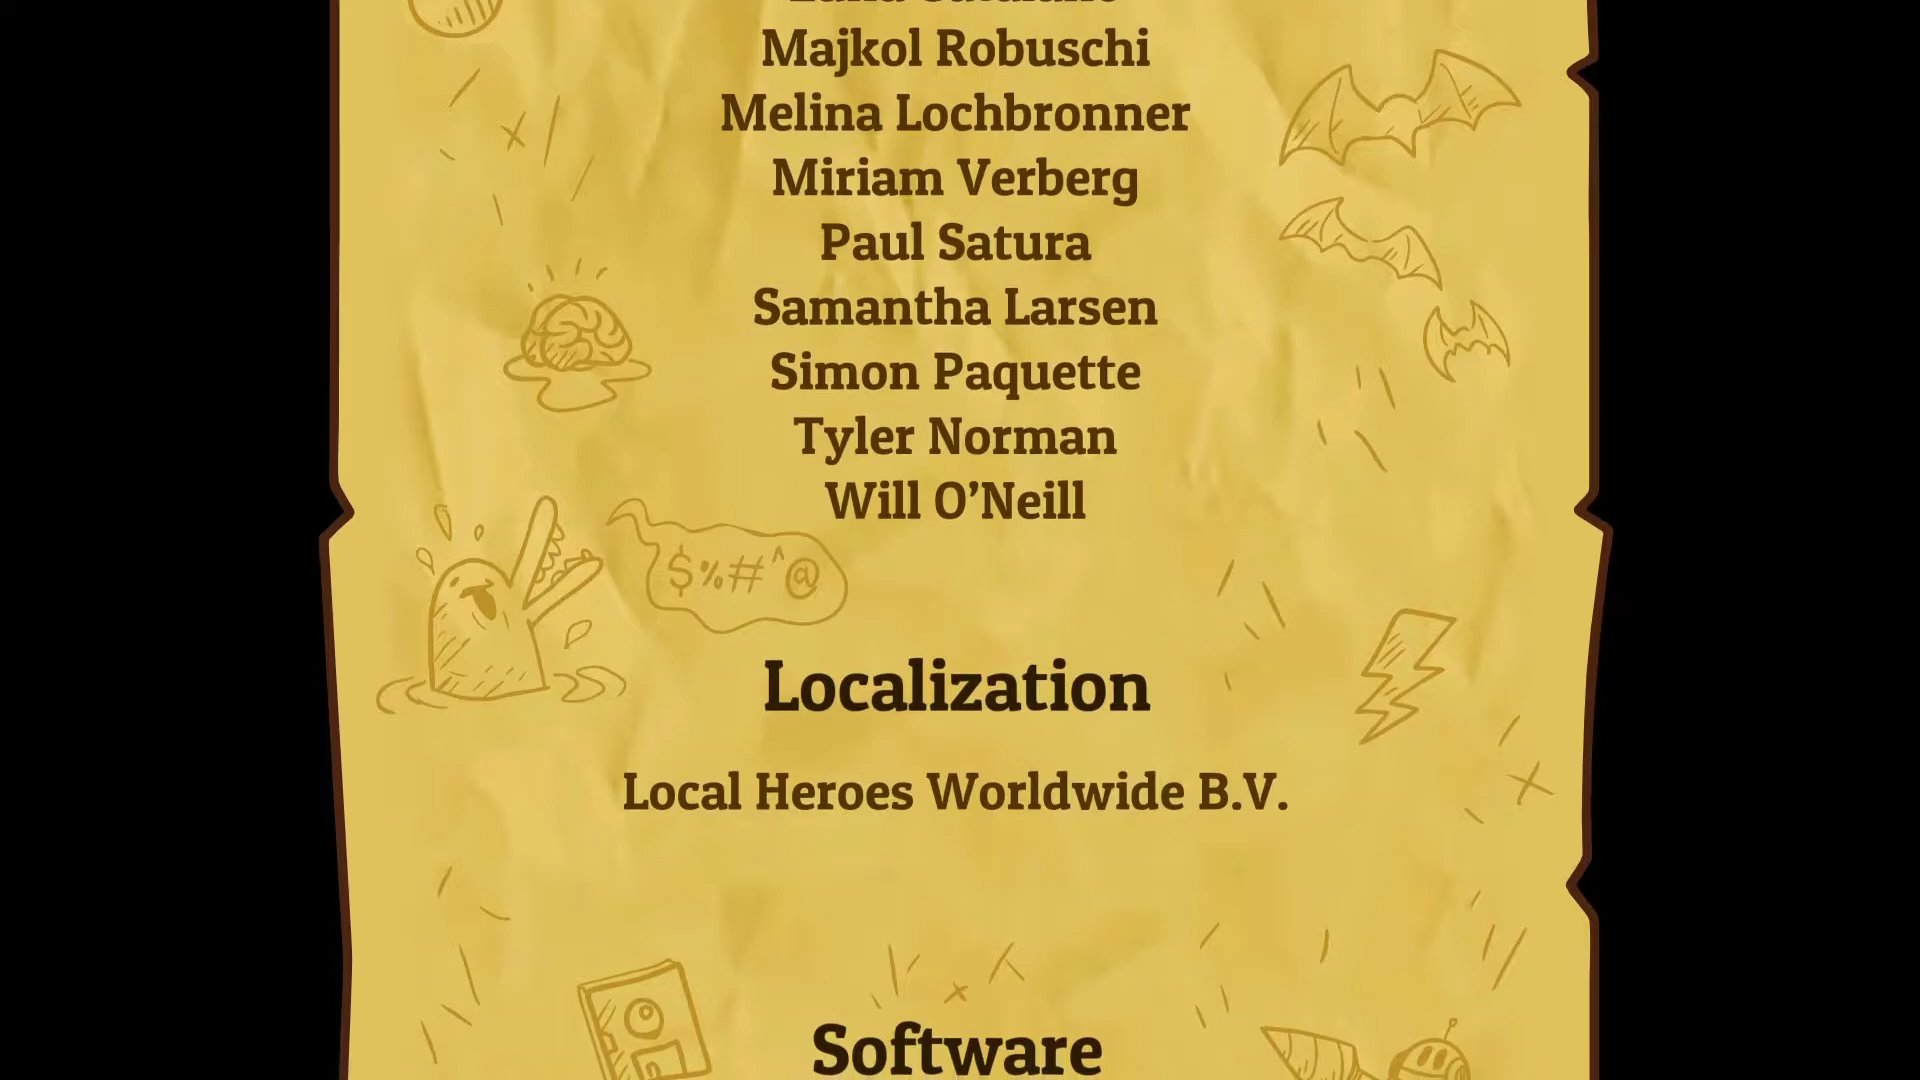 Majkol Robuschi
Melina Lochbronner
Miriam Verberg
Paul Satura
Samantha Larsen
Simon Paquette
Tyler Norman
Will O’Neill
$%#^@
Localization
Local Heroes Worldwide B.V.
Software